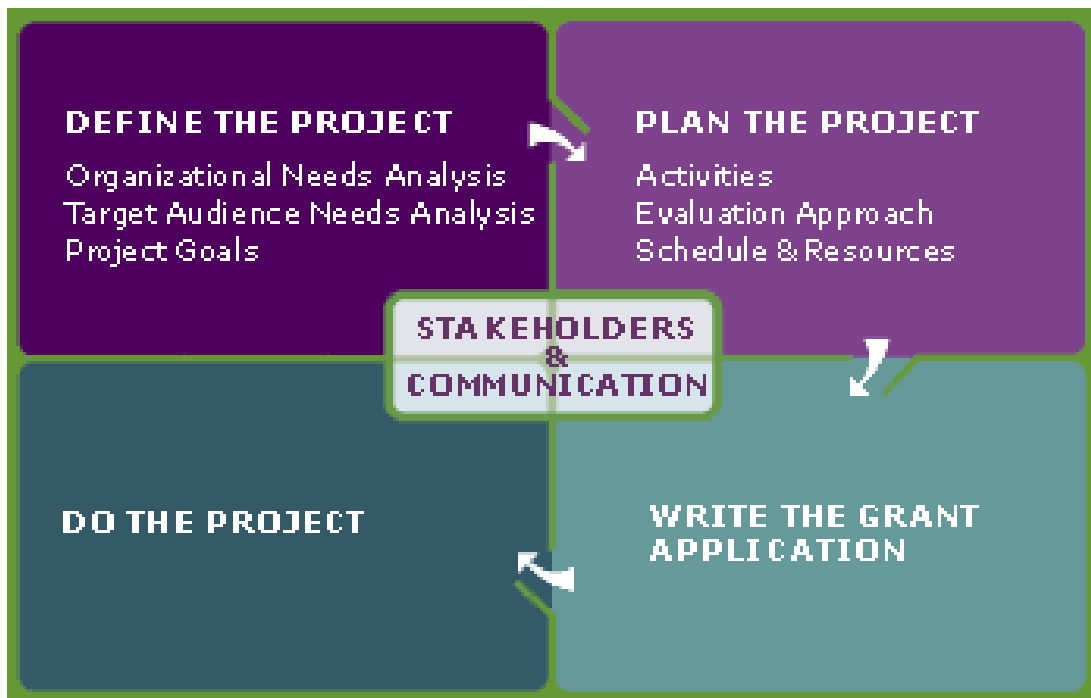 DEFINE THE PROJECT
Organizational Needs Analysis
Target Audience Needs Analysis
Project Goals
PLAN THE PROJECT
Activities
Evaluation Approach
Schedule & Resources
STAKEHOLDERS
&
COMMUNICATION
DO THE PROJECT
WRITE THE GRANT
APPLICATION